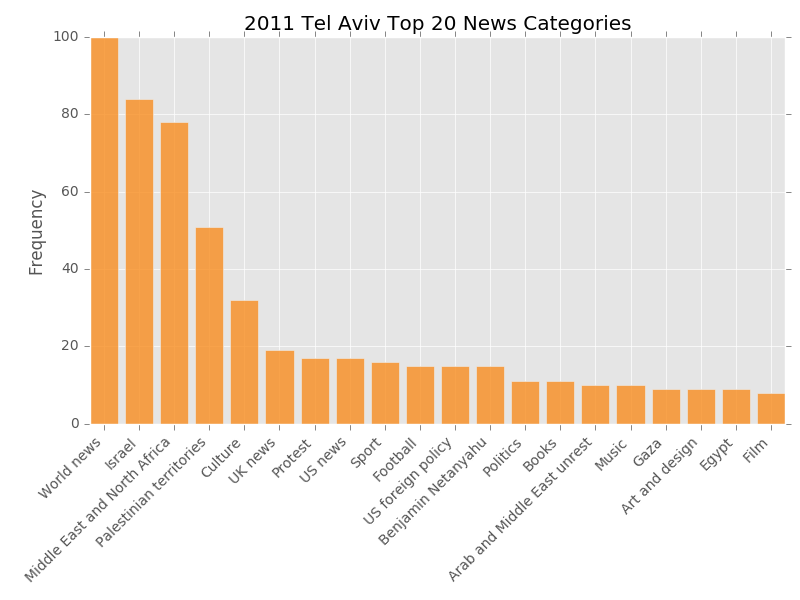 2011 Tel Aviv Top 20 News Categories
100
80
60
40
20
0
Frequency
World news
Israel
Middle East and North Africa
Palestinian territories
Culture
UK news
Protest
US news
Sport
Football
US foreign policy
Benjamin Netanyahu
Politics
Books
Arab and Middle East unrest
Music
Gaza
Art and design
Egypt
Film